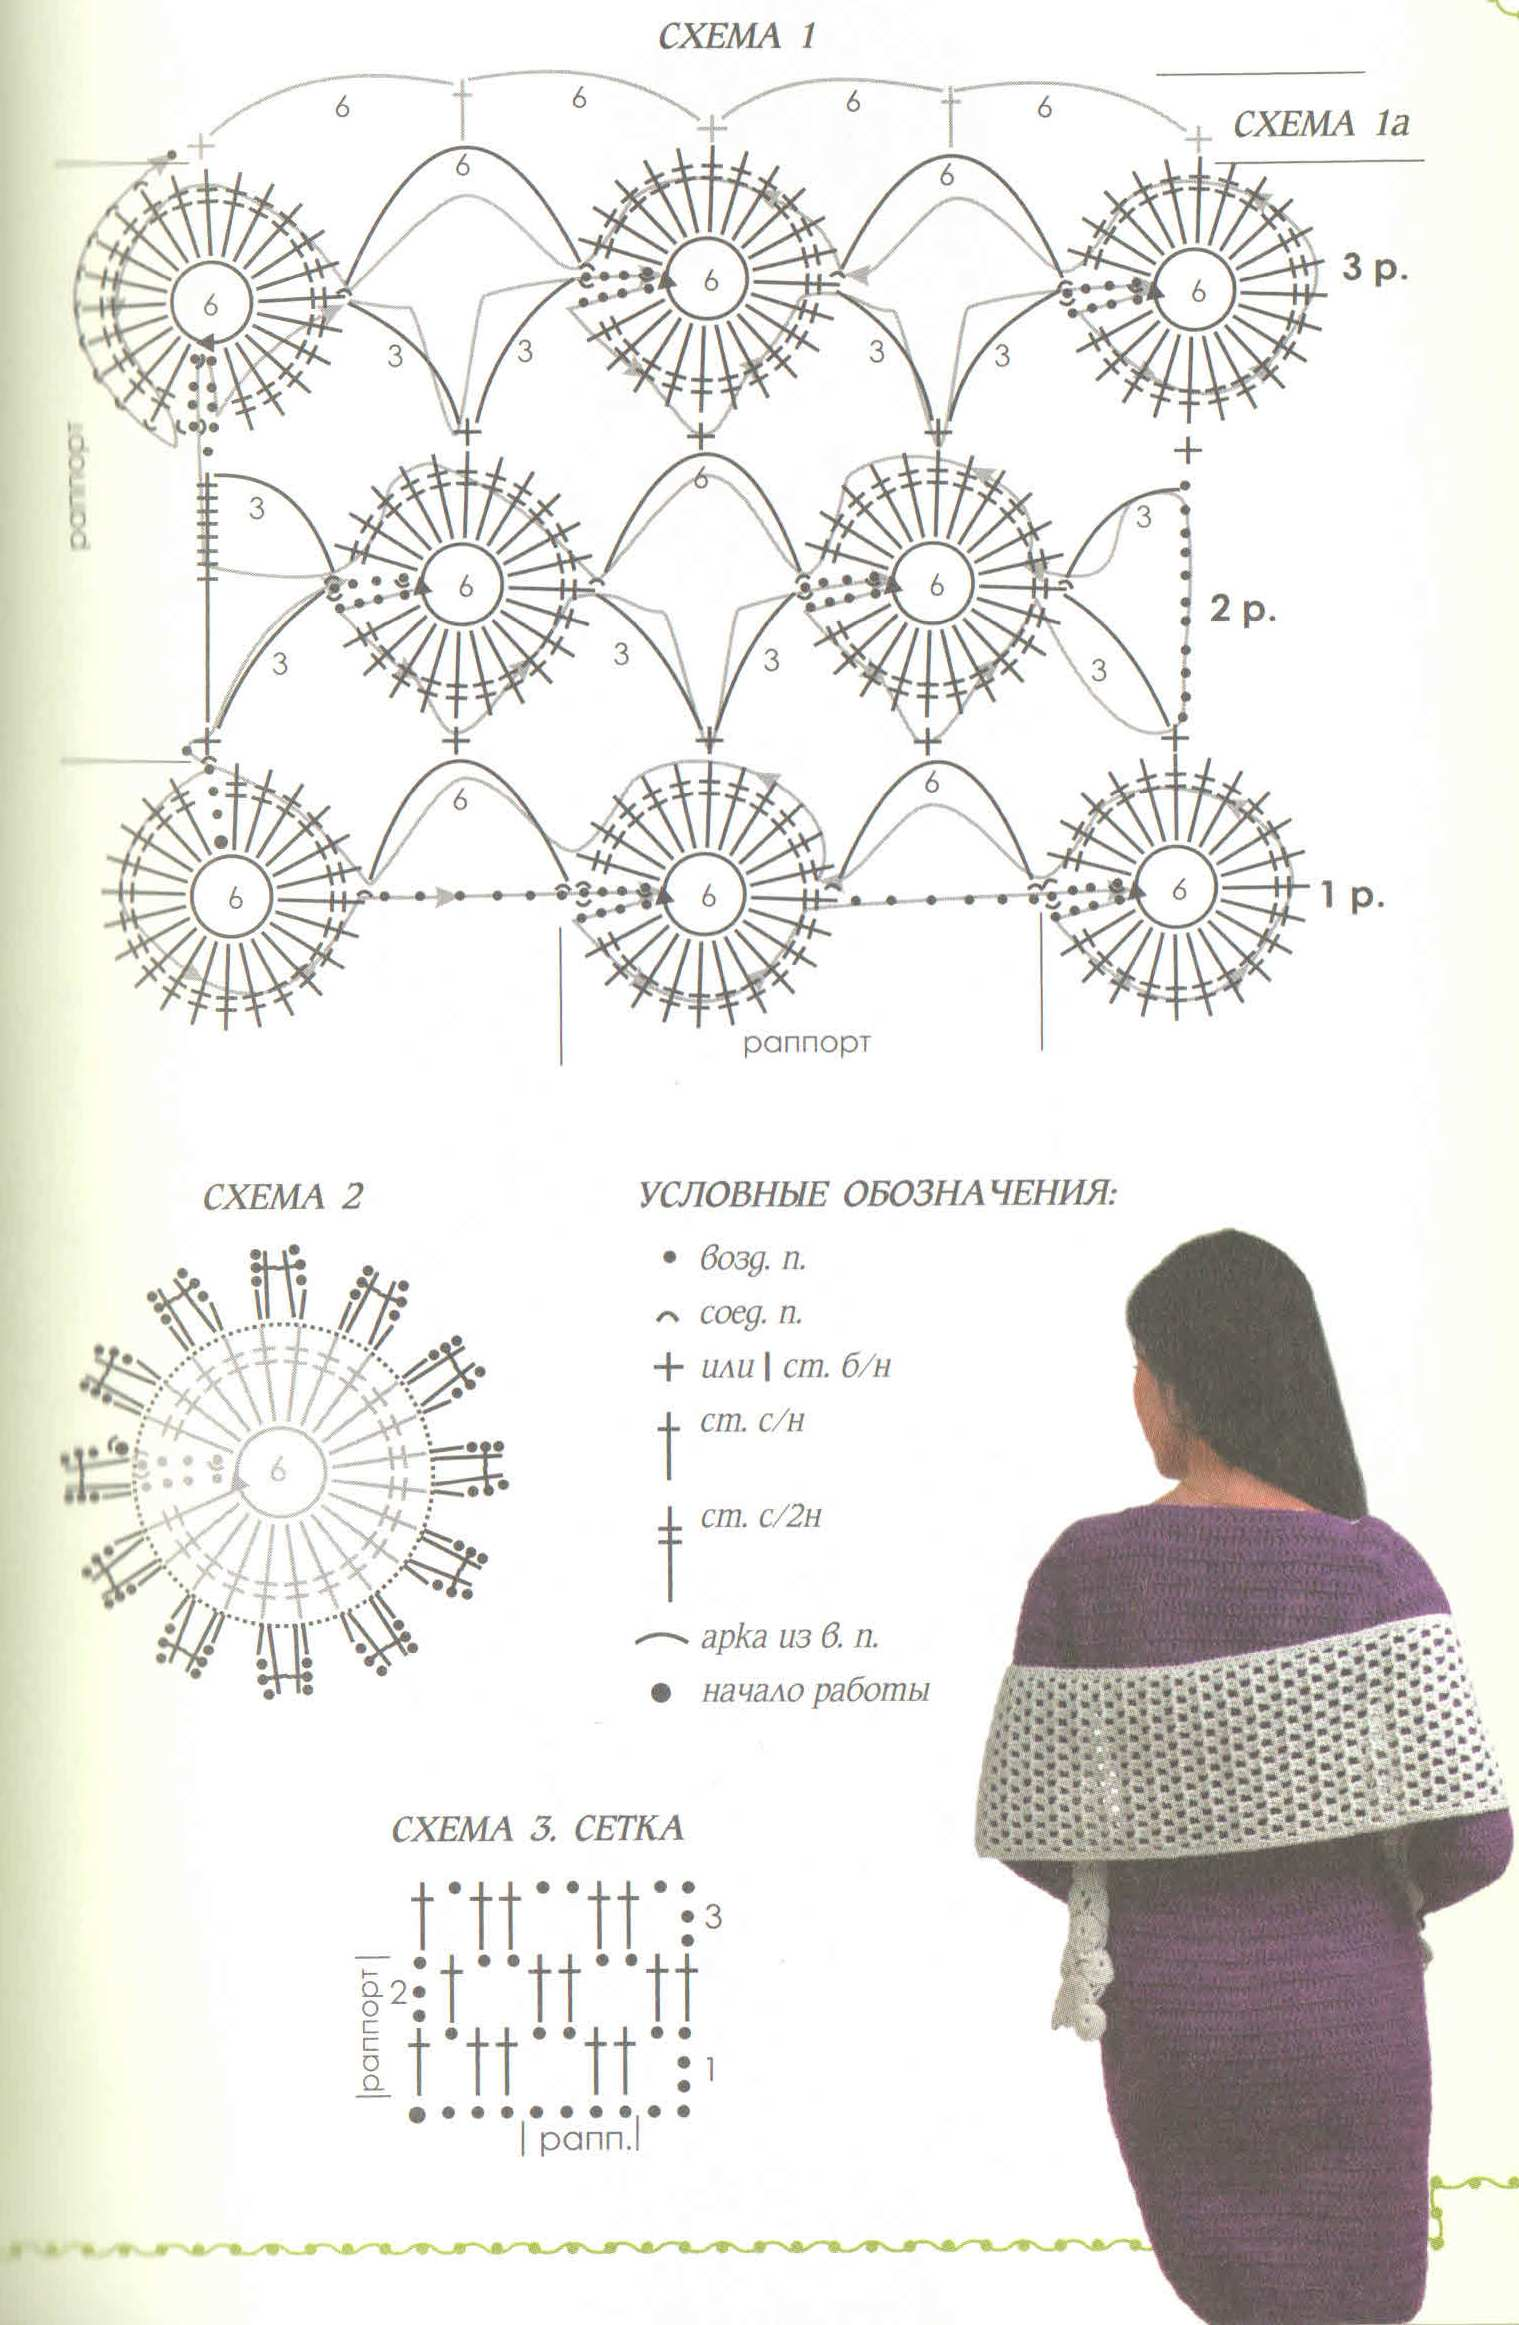 СХЕМА 1
6 6 6 6
СХЕМА 1а
6 6
6 6 6 3 р.
3 3 3 3
раппорт
3 6 3
6 6 2 р.
3 3 3 3
6 6
6 6 6 1 р.
раппорт
СХЕМА 2
6
УСЛОВНЫЕ ОБОЗНАЧЕНИЯ:
возд. п.
соед. п.
или | ст. б/н
ст. с/н
ст. с/2н
арка из в. п.
начало работы
СХЕМА 3. СЕТКА
3
2
раппорт
1
рапп.